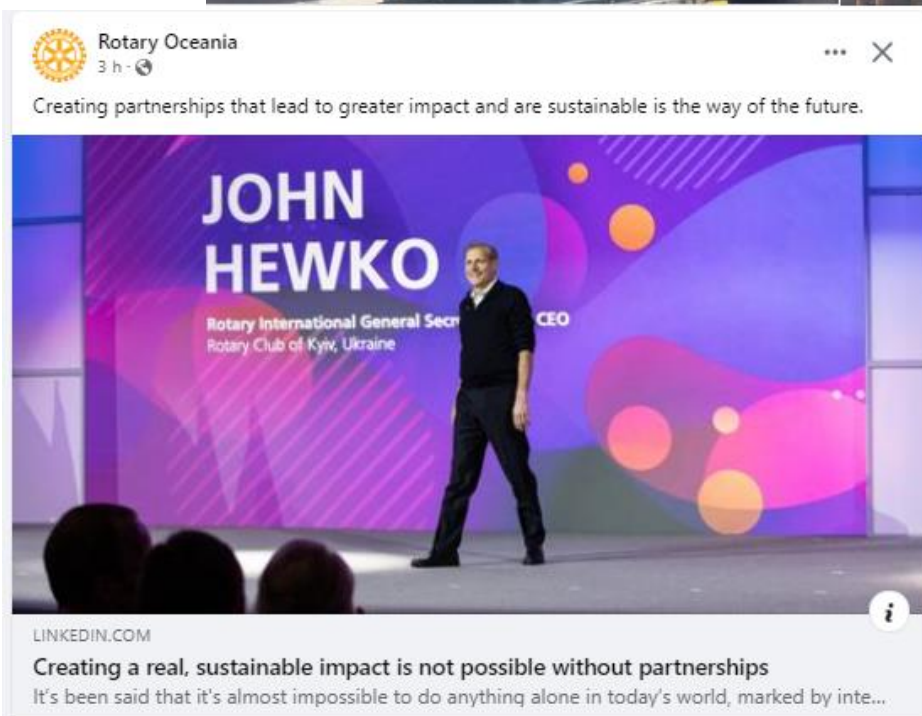 Rotary Oceania
3 h ·
Creating partnerships that lead to greater impact and are sustainable is the way of the future.
JOHN
HEWKO
Rotary International General Secr CEO
Rotary Club of Kyiv, Ukraine
i
LINKEDIN.COM
Creating a real, sustainable impact is not possible without partnerships
It's been said that it's almost impossible to do anything alone in today's world, marked by inte...